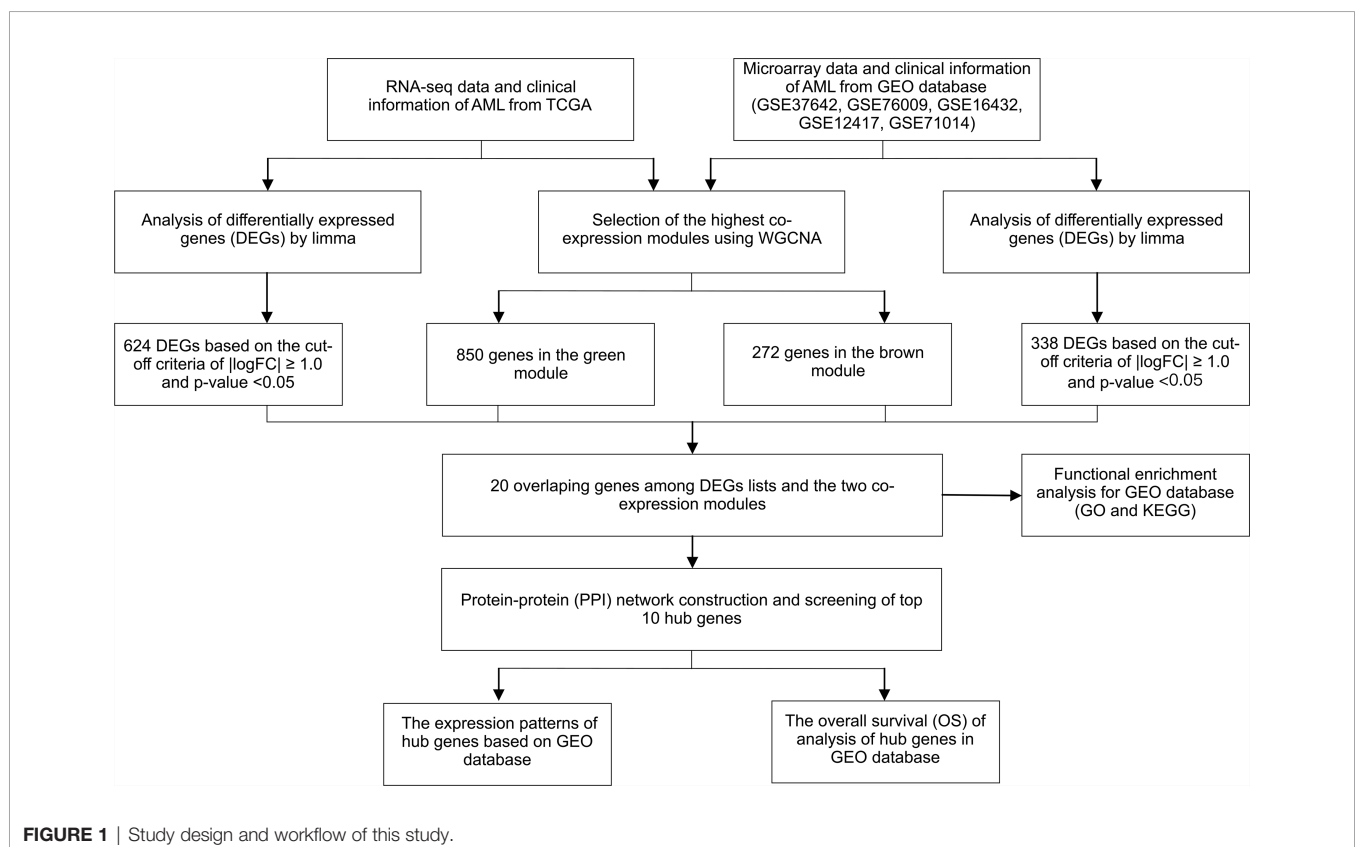 RNA-seq data and clinical
information of AML from TCGA
Microarray data and clinical information
of AML from GEO database
(GSE37642, GSE76009, GSE16432,
GSE12417, GSE71014)
Analysis of differentially expressed
genes (DEGs) by limma
Selection of the highest co-
expression modules using WGCNA
Analysis of differentially expressed
genes (DEGs) by limma
624 DEGs based on the cut-
off criteria of |logFC| ≥ 1.0
and p-value <0.05
850 genes in the green
module
272 genes in the brown
module
338 DEGs based on the cut-
off criteria of |logFC| ≥ 1.0
and p-value <0.05
20 overlaping genes among DEGs lists and the two co-
expression modules
Functional enrichment
analysis for GEO database
(GO and KEGG)
Protein-protein (PPI) network construction and screening of top
10 hub genes
The expression patterns of
hub genes based on GEO
database
The overall survival (OS) of
analysis of hub genes in
GEO database
FIGURE 1 | Study design and workflow of this study.